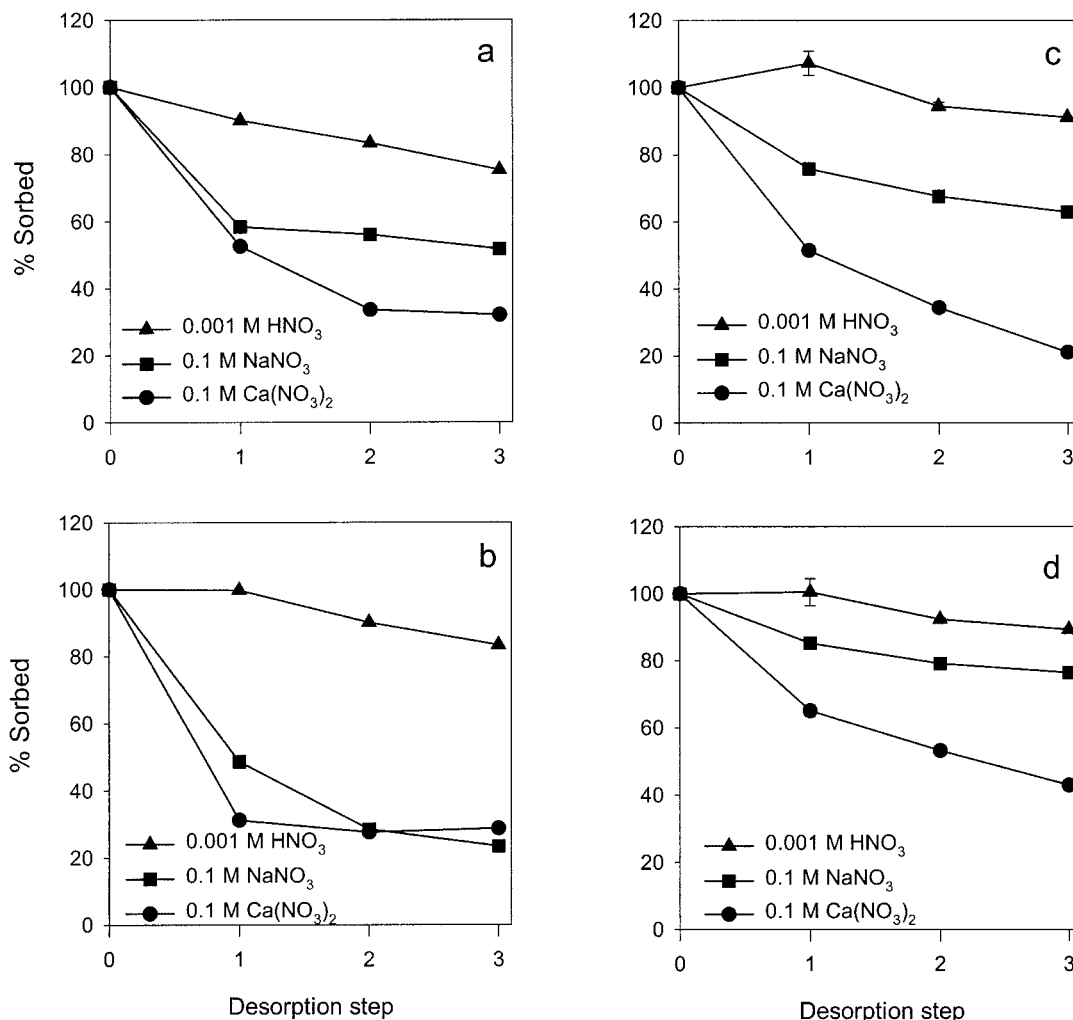 120
100
80
60
40
20
0
% Sorbed
a
0.001 M HNO₃
0.1 M NaNO₃
0.1 M Ca(NO₃)₂
0 1 2 3
120
100
80
60
40
20
0
c
0.001 M HNO₃
0.1 M NaNO₃
0.1 M Ca(NO₃)₂
0 1 2 3
120
100
80
60
40
20
0
% Sorbed
b
0.001 M HNO₃
0.1 M NaNO₃
0.1 M Ca(NO₃)₂
0 1 2 3
Desorption step
120
100
80
60
40
20
0
d
0.001 M HNO₃
0.1 M NaNO₃
0.1 M Ca(NO₃)₂
0 1 2 3
Desorption step